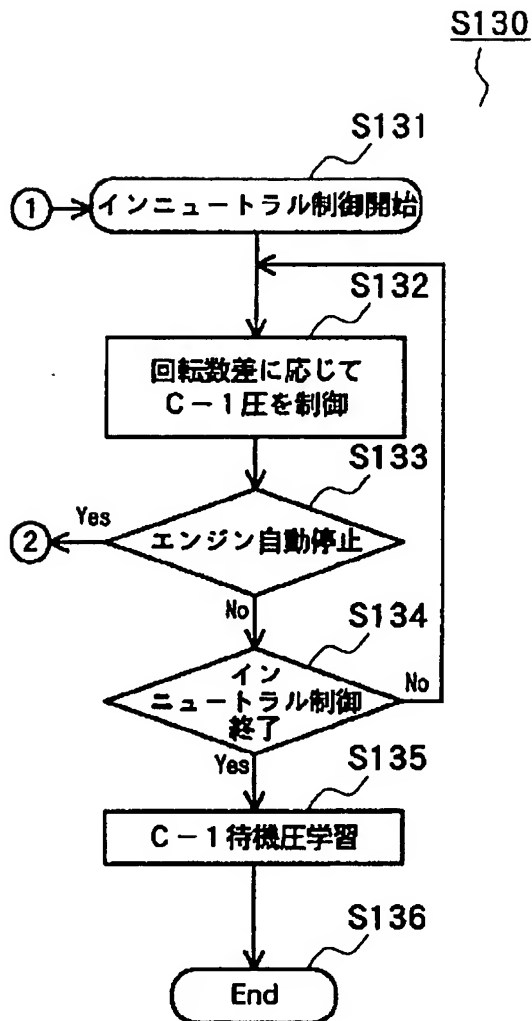 S130
S131
① インニュートラル制御開始
S132
回転数差に応じて
C-1圧を制御
S133
Yes
② エンジン自動停止
No
S134
イン
ニュートラル制御
終了
No
Yes
S135
C-1待機圧学習
S136
End